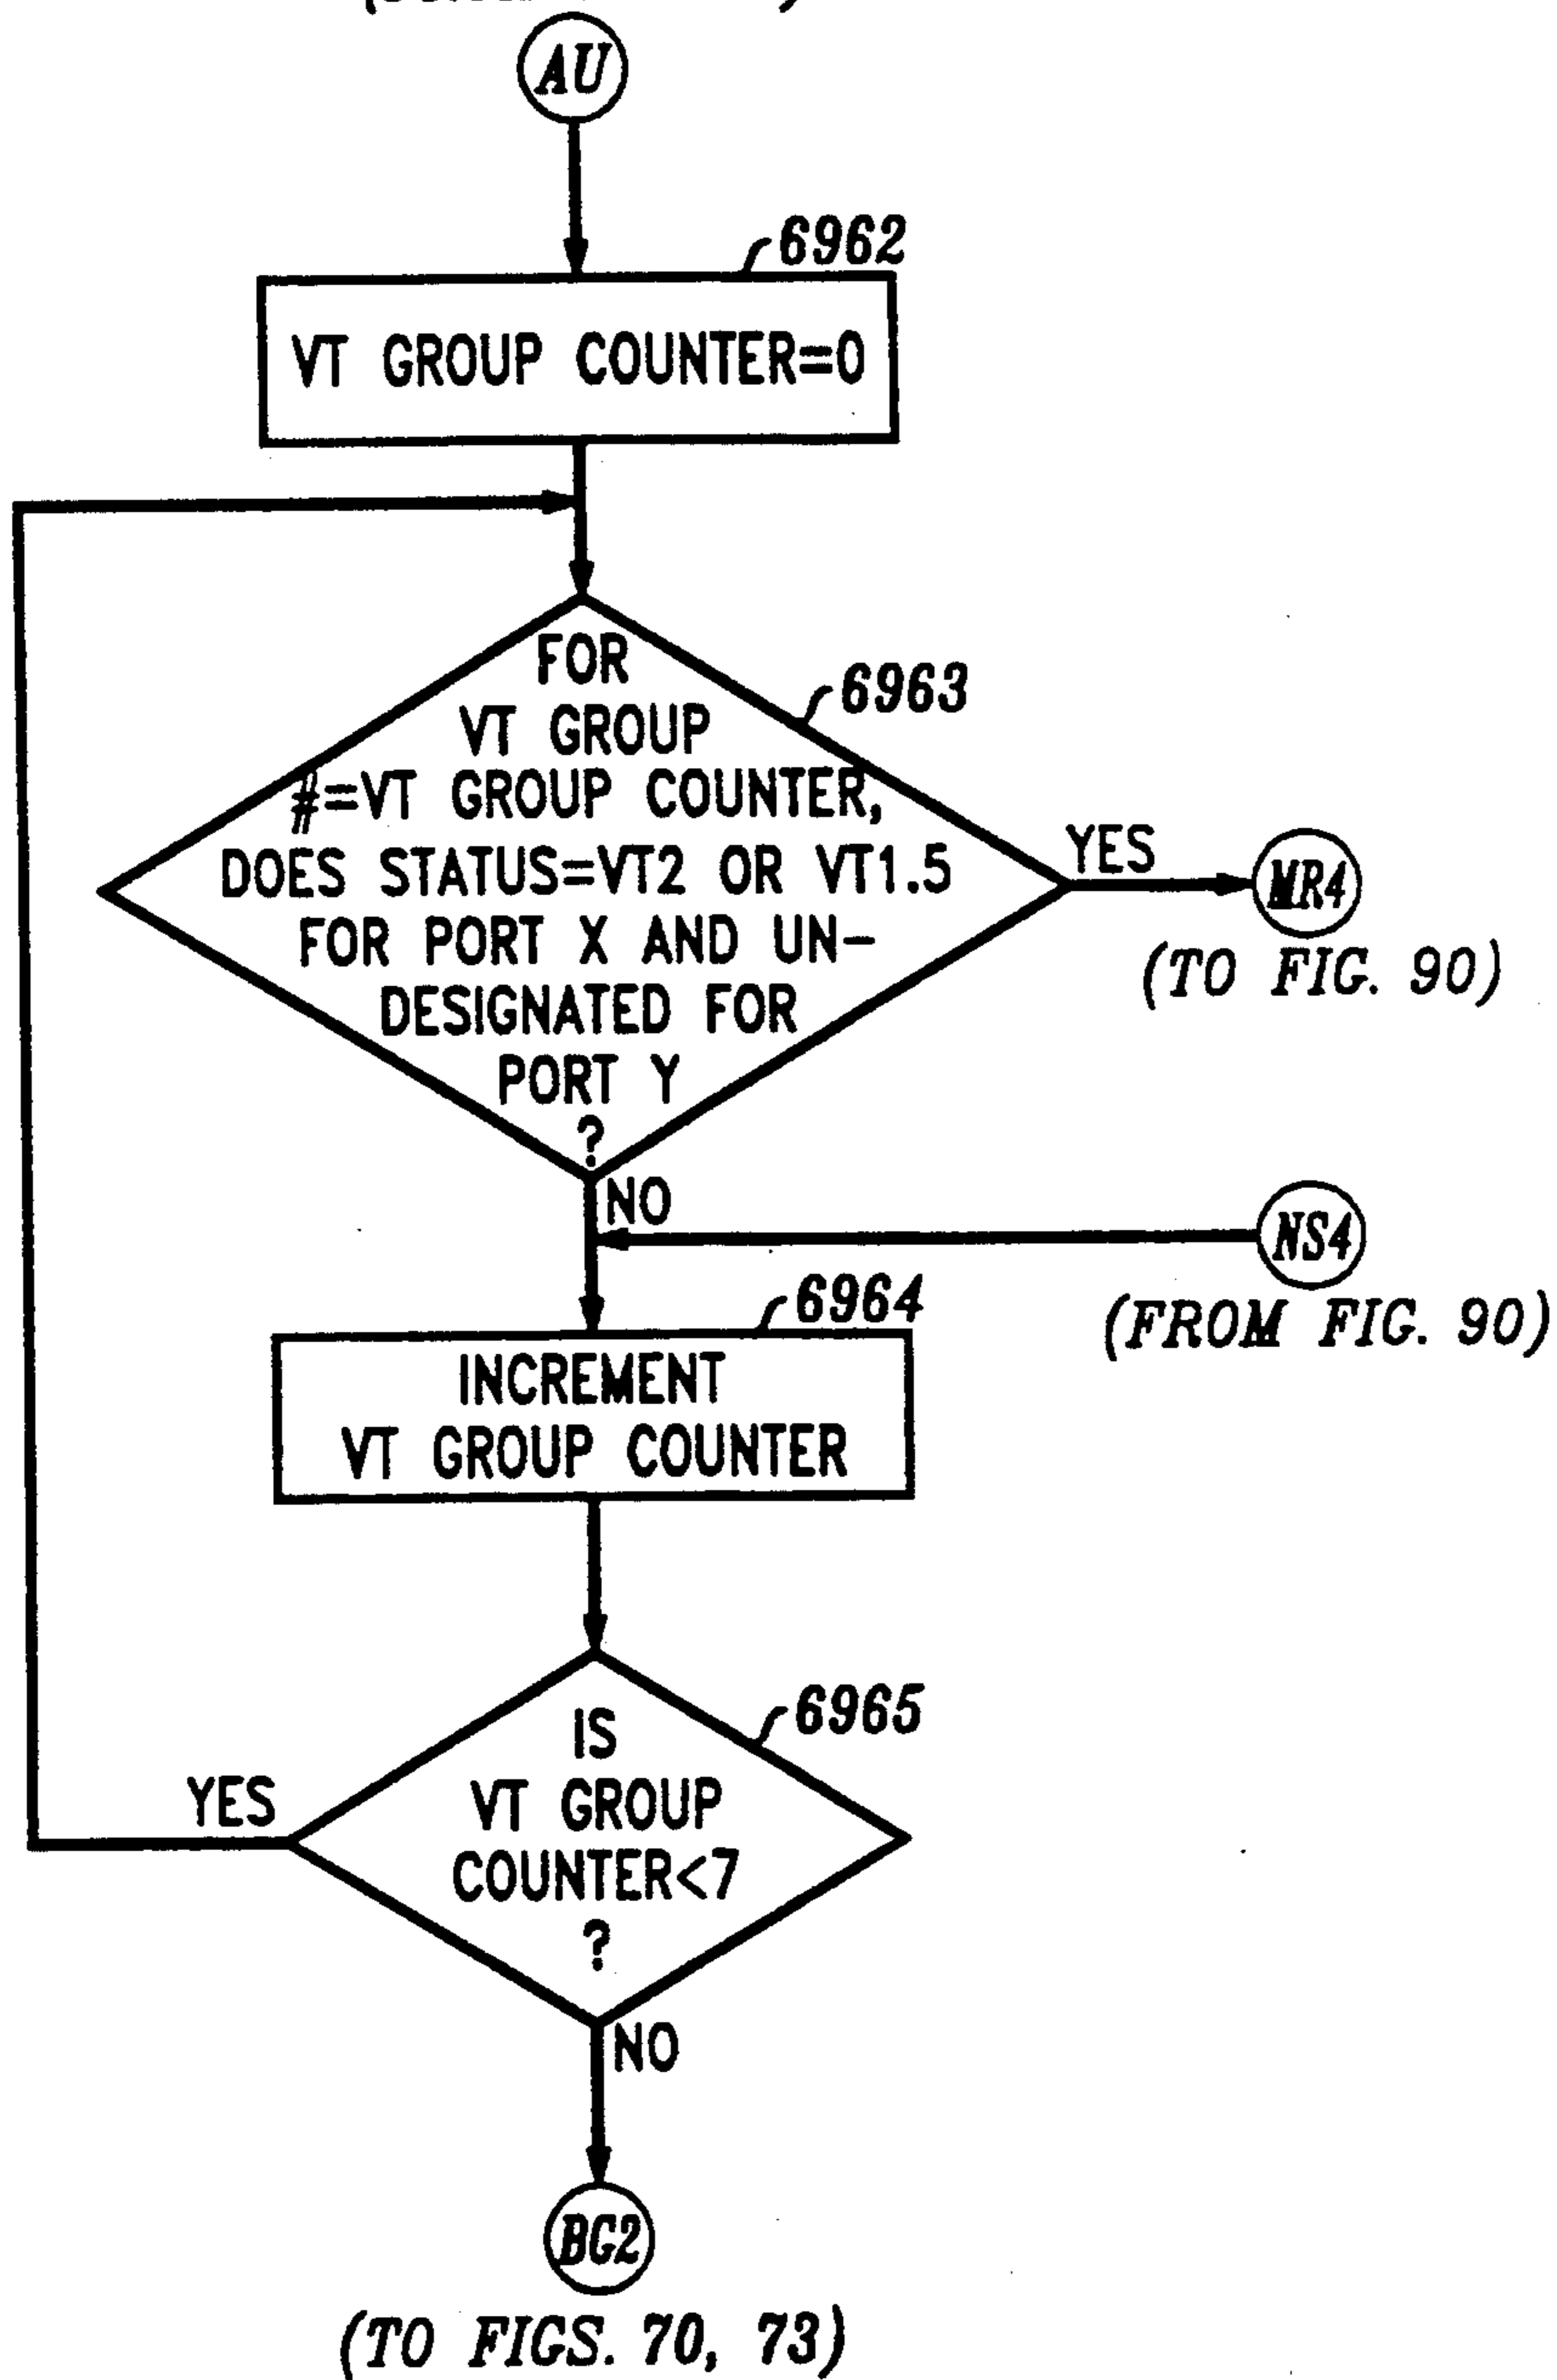 AU
6962
VT GROUP COUNTER=0
FOR
6963
VT GROUP
#=VT GROUP COUNTER,
DOES STATUS=VT2 OR VT1.5
FOR PORT X AND UN-
DESIGNATED FOR
PORT Y
?
YES
MR4
(TO FIG. 90)
NO
NS4
(FROM FIG. 90)
6964
INCREMENT
VT GROUP COUNTER
6965
IS
VT GROUP
COUNTER<7
?
YES
NO
BG2
(TO FIGS. 70, 73)